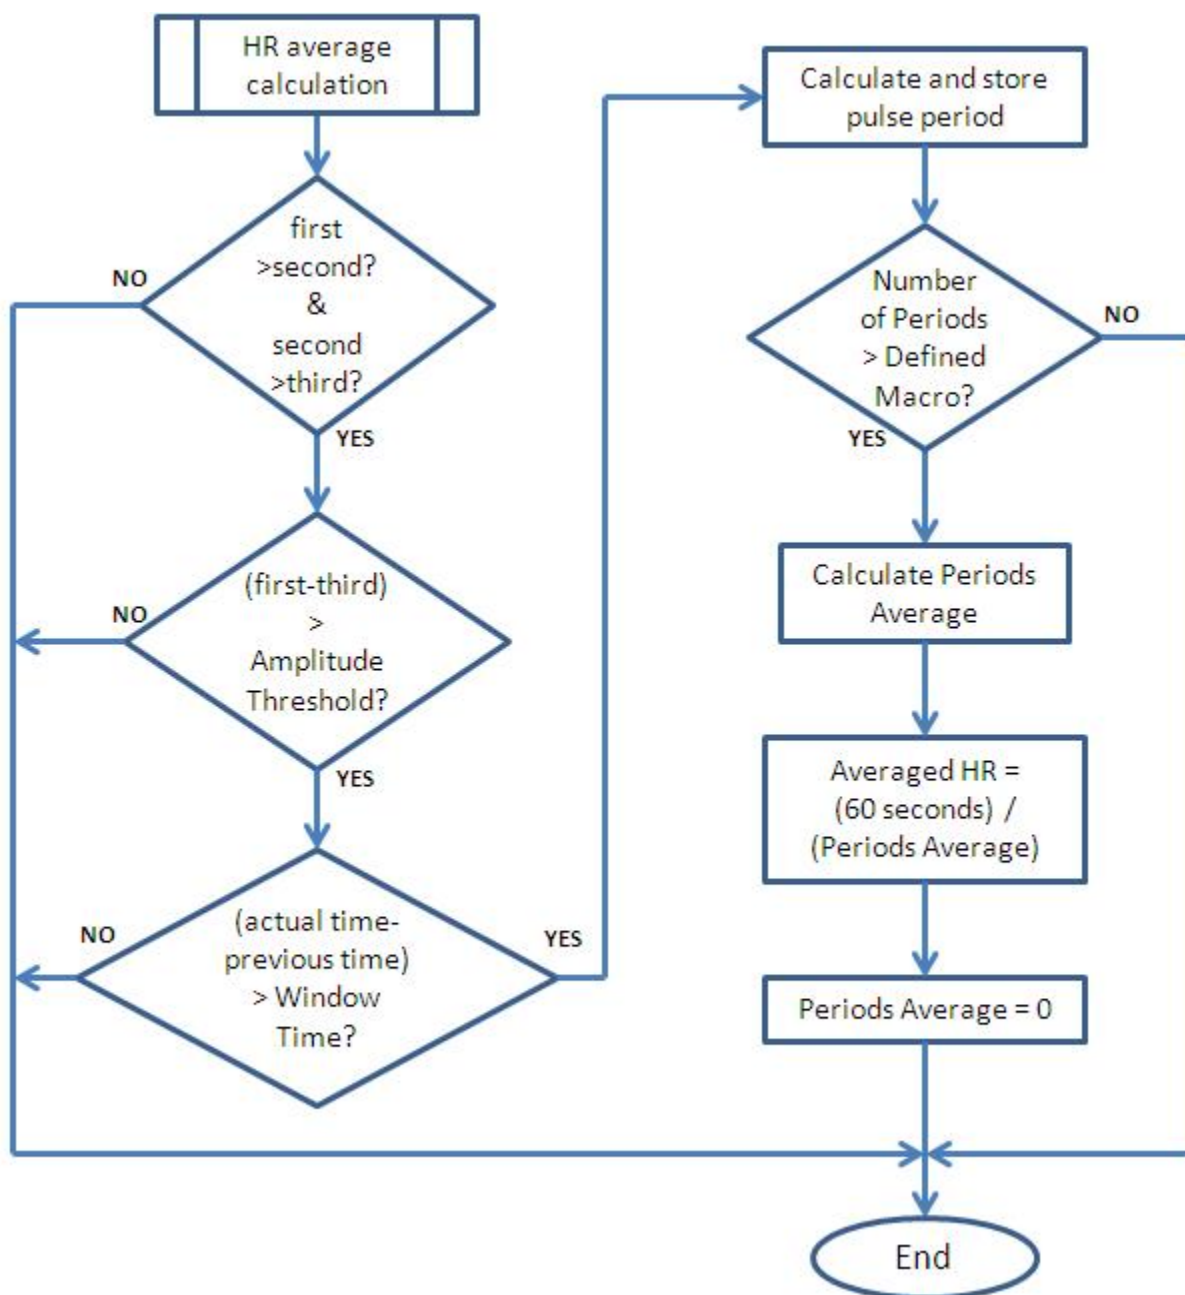 HR average
calculation
first
>second?
&
second
>third?
NO
YES
(first-third)
>
Amplitude
Threshold?
NO
YES
(actual time-
previous time)
> Window
Time?
NO
YES
Calculate and store
pulse period
Number
of Periods
> Defined
Macro?
NO
YES
Calculate Periods
Average
Averaged HR =
(60 seconds) /
(Periods Average)
Periods Average = 0
End